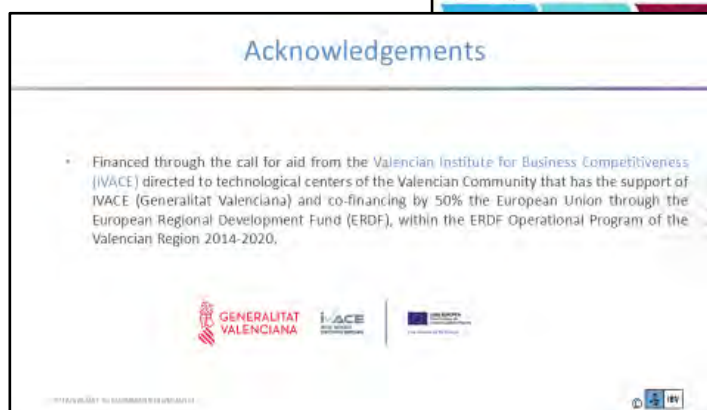 Acknowledgements
• Financed through the call for aid from the Valencian Institute for Business Competitiveness
(IVACE) directed to technological centers of the Valencian Community that has the support of
IVACE (Generalitat Valenciana) and co-financing by 50% the European Union through the
European Regional Development Fund (ERDF), within the ERDF Operational Program of the
Valencian Region 2014-2020.
GENERALITAT
VALENCIANA
iVACE
UNIÓN EUROPEA
© IBV